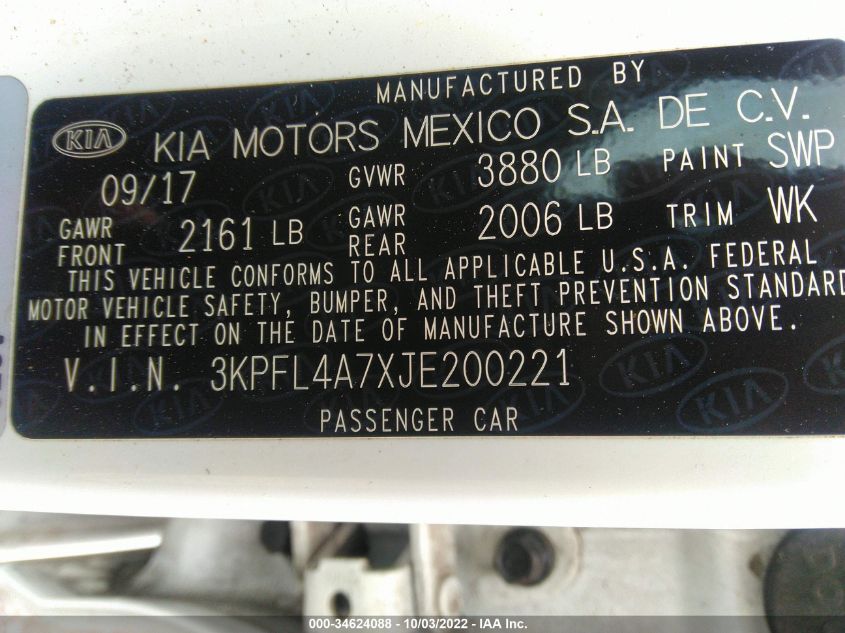 MANUFACTURED BY
KIA KIA MOTORS MEXICO S.A. DE C.V.
09/17 GVWR 3880 LB PAINT SWP
GAWR FRONT 2161 LB GAWR REAR 2006 LB TRIM WK
THIS VEHICLE CONFORMS TO ALL APPLICABLE U.S.A. FEDERAL
MOTOR VEHICLE SAFETY, BUMPER, AND THEFT PREVENTION STANDARD
IN EFFECT ON THE DATE OF MANUFACTURE SHOWN ABOVE.
V.I.N. 3KPFL4A7XJE200221
PASSENGER CAR
000-34624088 - 10/03/2022 - IAA Inc.